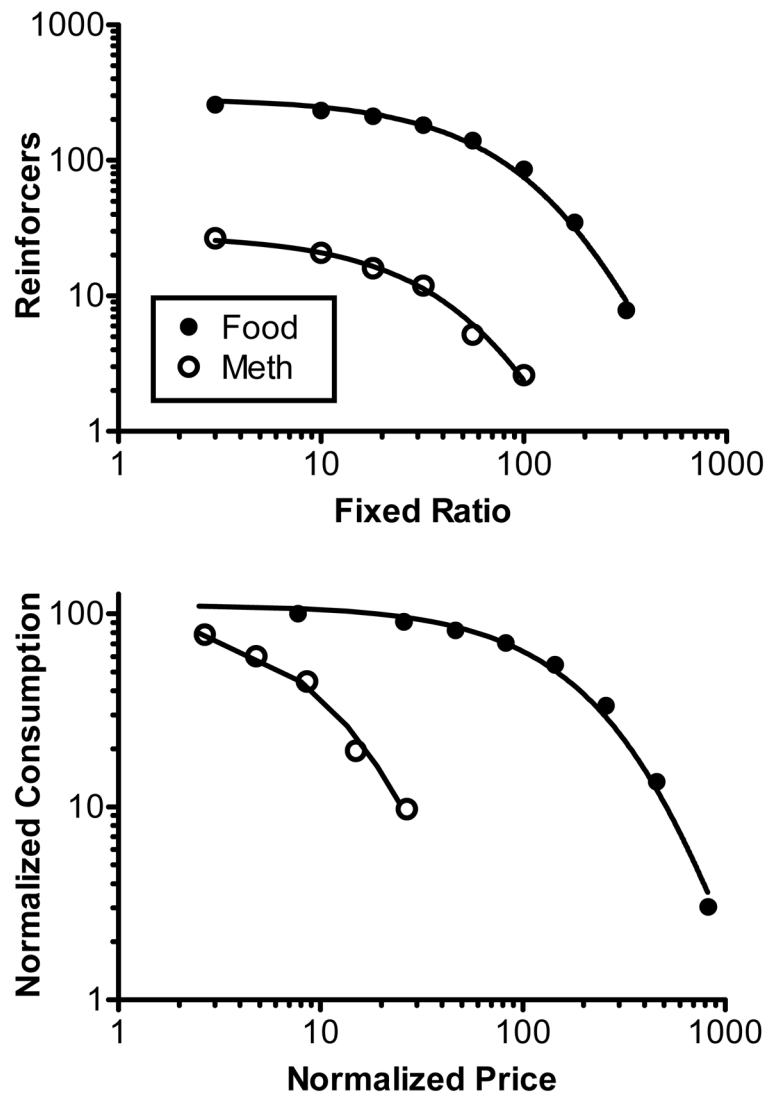 1000
100
10
1
Reinforcers
Food
Meth
1 10 100 1000
Fixed Ratio
100
10
1
Normalized Consumption
1 10 100 1000
Normalized Price